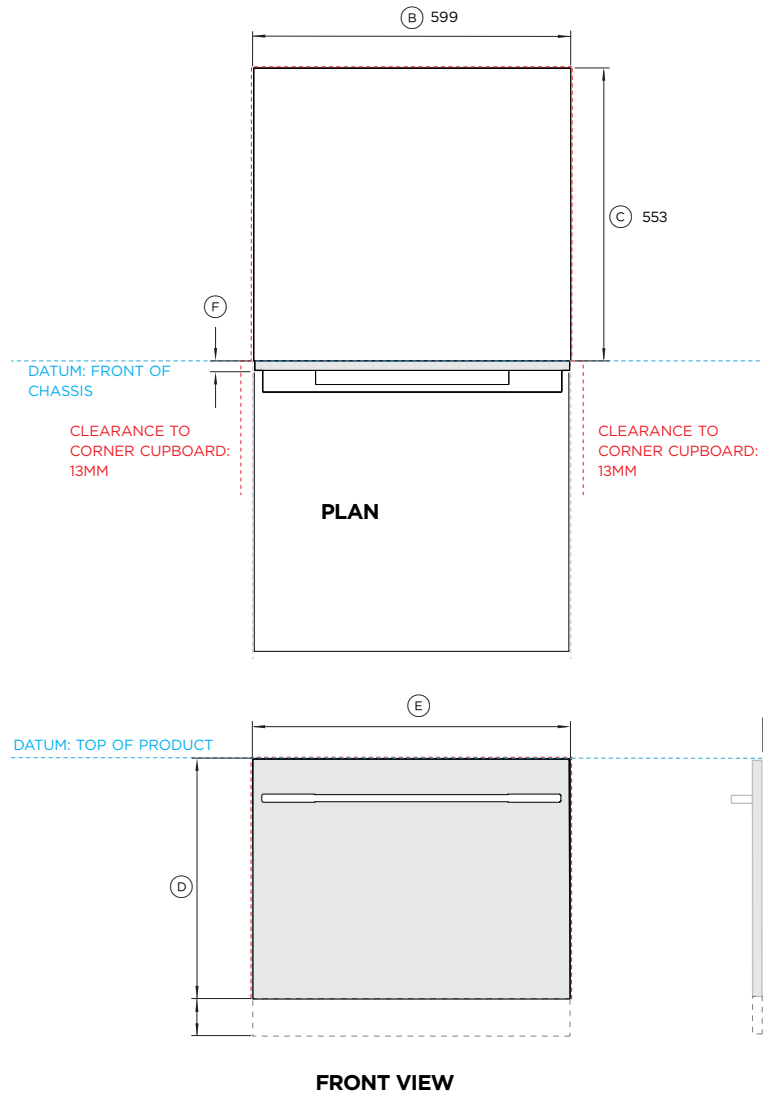 B 599
C 553
F
DATUM: FRONT OF
CHASSIS
CLEARANCE TO
CORNER CUPBOARD:
13MM
CLEARANCE TO
CORNER CUPBOARD:
13MM
PLAN
E
DATUM: TOP OF PRODUCT
D
FRONT VIEW